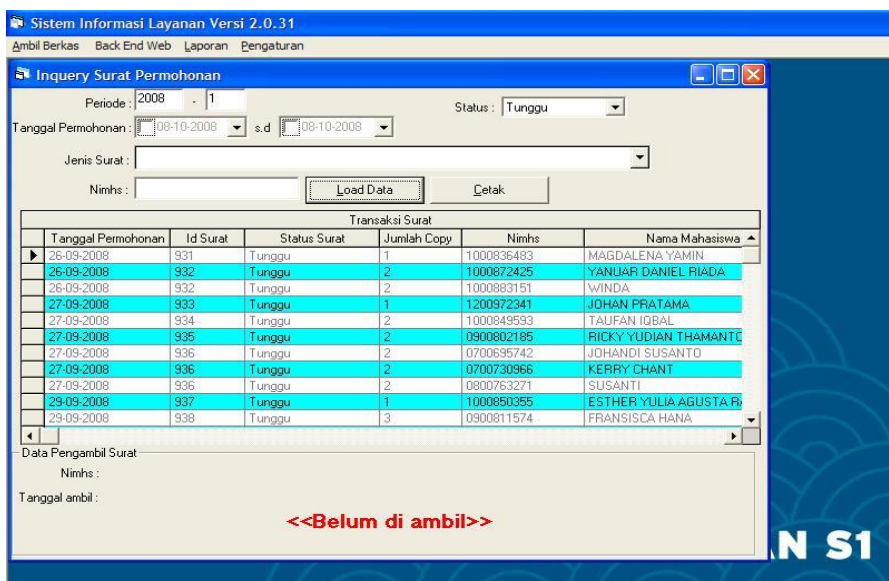 Sistem Informasi Layanan Versi 2.0.31
Ambil Berkas Back End Web Laporan Pengaturan
Inquery Surat Permohonan
Periode : 2008 . 1
Status : Tunggu
Tanggal Permohonan : 08-10-2008 s.d 08-10-2008
Jenis Surat :
Nimhs : Load Data Cetak
Transaksi Surat
Tanggal Permohonan Id Surat Status Surat Jumlah Copy Nimhs Nama Mahasiswa
26-09-2008 931 Tunggu 1 1000836483 MAGDALENA YAMIN
26-09-2008 932 Tunggu 2 1000872425 YANUAR DANIEL RIADA
26-09-2008 932 Tunggu 2 1000883151 WINDA
27-09-2008 933 Tunggu 1 1200972341 JOHAN PRATAMA
27-09-2008 934 Tunggu 2 1000849593 TAUFAN IQBAL
27-09-2008 935 Tunggu 2 0900802185 RICKY YUDIAN THAMANTO
27-09-2008 936 Tunggu 2 0700695742 JOHANDI SUSANTO
27-09-2008 936 Tunggu 2 0700730966 KERRY CHANT
27-09-2008 936 Tunggu 2 0800763271 SUSANTI
29-09-2008 937 Tunggu 1 1000850355 ESTHER YULIA AGUSTA
29-09-2008 938 Tunggu 3 0900811574 FRANSISCA HANA
Data Pengambil Surat
Nimhs :
Tanggal ambil :
<<Belum di ambil>>
N S1